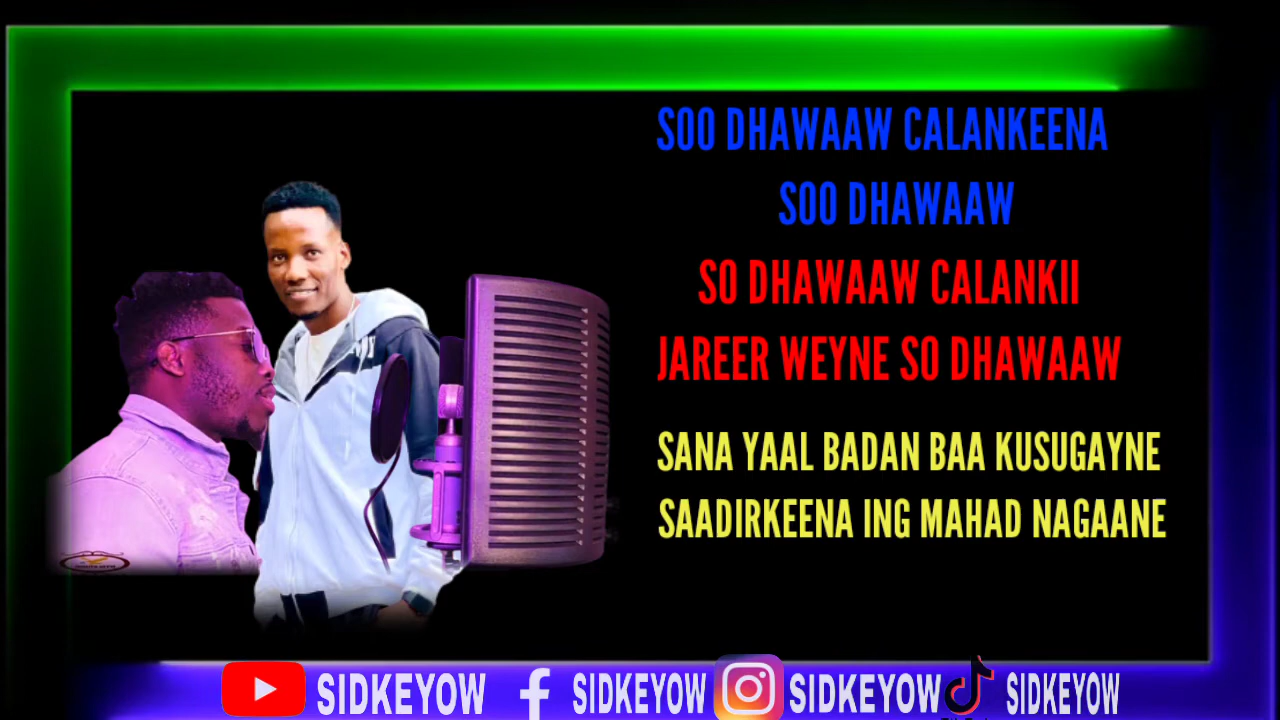 SOO DHAWAAW CALANKEENA
SOO DHAWAAW
SO DHAWAAW CALANKII
JAREER WEYNE SO DHAWAAW
SANA YAAL BADAN BAA KUSUGAYNE
SAADIRKEENA ING MAHAD NAGAANE
SIDKEYOW SIDKEYOW SIDKEYOW SIDKEYOW